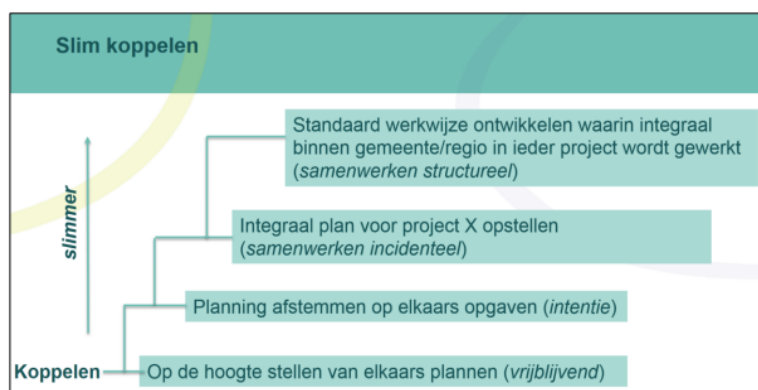 Slim koppelen
slimmer
Standaard werkwijze ontwikkelen waarin integraal
binnen gemeente/regio in ieder project wordt gewerkt
(samenwerken structureel)
Integraal plan voor project X opstellen
(samenwerken incidenteel)
Planning afstemmen op elkaars opgaven (intentie)
Koppelen
Op de hoogte stellen van elkaars plannen (vrijblijvend)